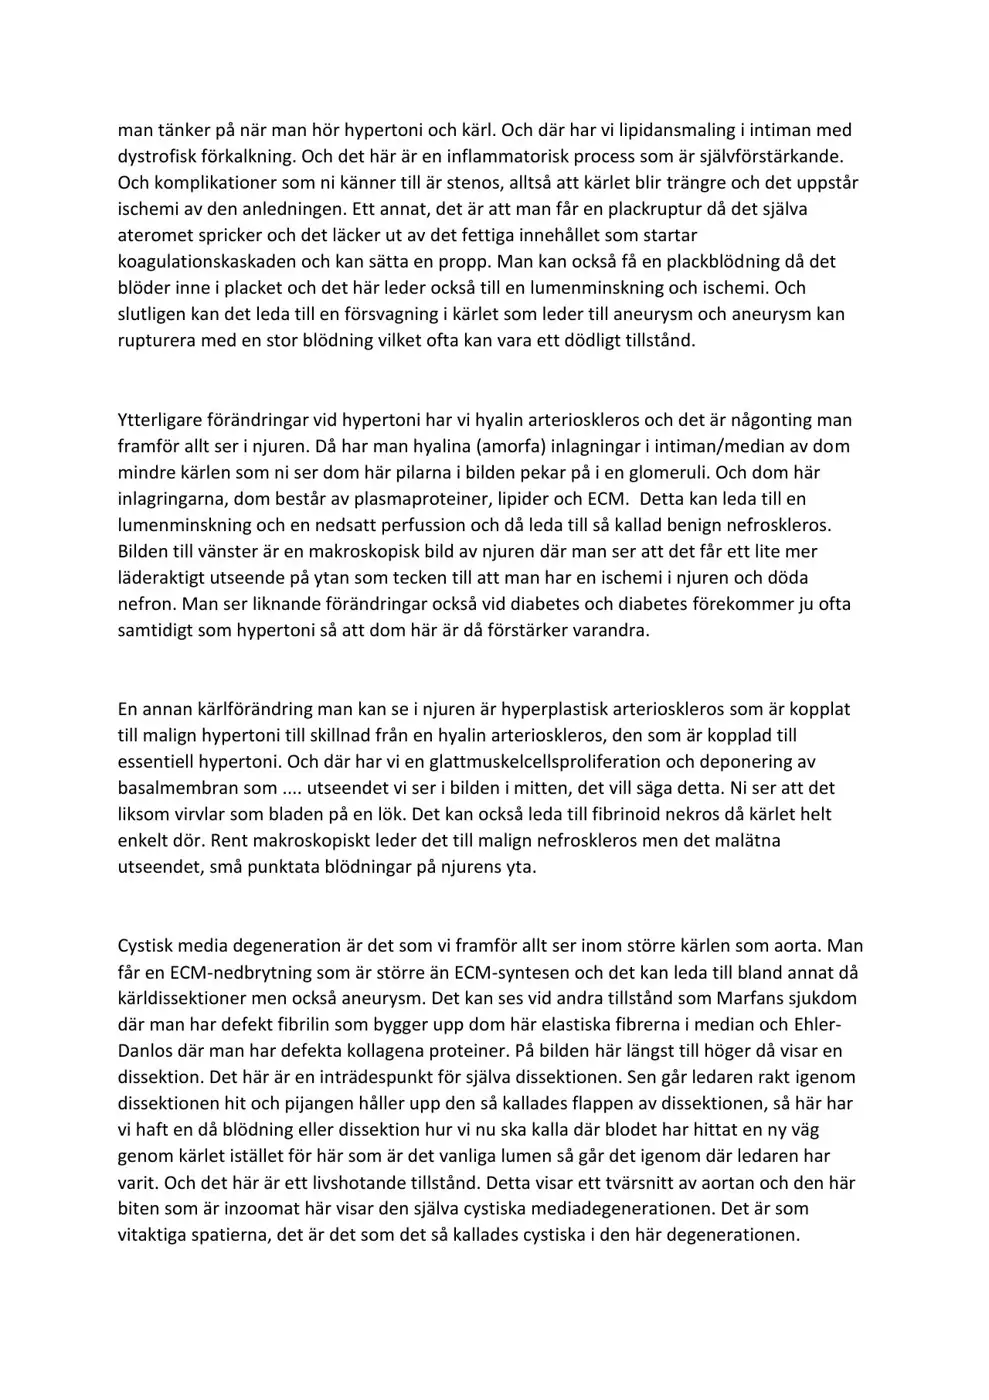 man tänker på när man hör hypertoni och kärl. Och där har vi lipidansmaling i intiman med
dystrofisk förkalkning. Och det här är en inflammatorisk process som är självförstärkande.
Och komplikationer som ni känner till är stenos, alltså att kärlet blir trängre och det uppstår
ischemi av den anledningen. Ett annat, det är att man får en plackruptur då det själva
ateromet spricker och det läcker ut av det fettiga innehållet som startar
koagulationskaskaden och kan sätta en propp. Man kan också få en plackblödning då det
blöder inne i placket och det här leder också till en lumenminskning och ischemi. Och
slutligen kan det leda till en försvagning i kärlet som leder till aneurysm och aneurysm kan
rupturera med en stor blödning vilket ofta kan vara ett dödligt tillstånd.
Ytterligare förändringar vid hypertoni har vi hyalin arterioskleros och det är någonting man
framför allt ser i njuren. Då har man hyalina (amorfa) inlagningar i intiman/median av dom
mindre kärlen som ni ser dom här pilarna i bilden pekar på i en glomeruli. Och dom här
inlagringarna, dom består av plasmaproteiner, lipider och ECM.  Detta kan leda till en
lumenminskning och en nedsatt perfussion och då leda till så kallad benign nefroskleros.
Bilden till vänster är en makroskopisk bild av njuren där man ser att det får ett lite mer
läderaktigt utseende på ytan som tecken till att man har en ischemi i njuren och döda
nefron. Man ser liknande förändringar också vid diabetes och diabetes förekommer ju ofta
samtidigt som hypertoni så att dom här är då förstärker varandra.
En annan kärlförändring man kan se i njuren är hyperplastisk arterioskleros som är kopplat
till malign hypertoni till skillnad från en hyalin arterioskleros, den som är kopplad till
essentiell hypertoni. Och där har vi en glattmuskelcellsproliferation och deponering av
basalmembran som .... utseendet vi ser i bilden i mitten, det vill säga detta. Ni ser att det
liksom virvlar som bladen på en lök. Det kan också leda till fibrinoid nekros då kärlet helt
enkelt dör. Rent makroskopiskt leder det till malign nefroskleros men det malätna
utseendet, små punktata blödningar på njurens yta.
Cystisk media degeneration är det som vi framför allt ser inom större kärlen som aorta. Man
får en ECM-nedbrytning som är större än ECM-syntesen och det kan leda till bland annat då
kärldissektioner men också aneurysm. Det kan ses vid andra tillstånd som Marfans sjukdom
där man har defekt fibrilin som bygger upp dom här elastiska fibrerna i median och Ehler-
Danlos där man har defekta kollagena proteiner. På bilden här längst till höger då visar en
dissektion. Det här är en inträdespunkt för själva dissektionen. Sen går ledaren rakt igenom
dissektionen hit och pijangen håller upp den så kallades flappen av dissektionen, så här har
vi haft en då blödning eller dissektion hur vi nu ska kalla där blodet har hittat en ny väg
genom kärlet istället för här som är det vanliga lumen så går det igenom där ledaren har
varit. Och det här är ett livshotande tillstånd. Detta visar ett tvärsnitt av aortan och den här
biten som är inzoomat här visar den själva cystiska mediadegenerationen. Det är som
vitaktiga spatierna, det är det som det så kallades cystiska i den här degenerationen.